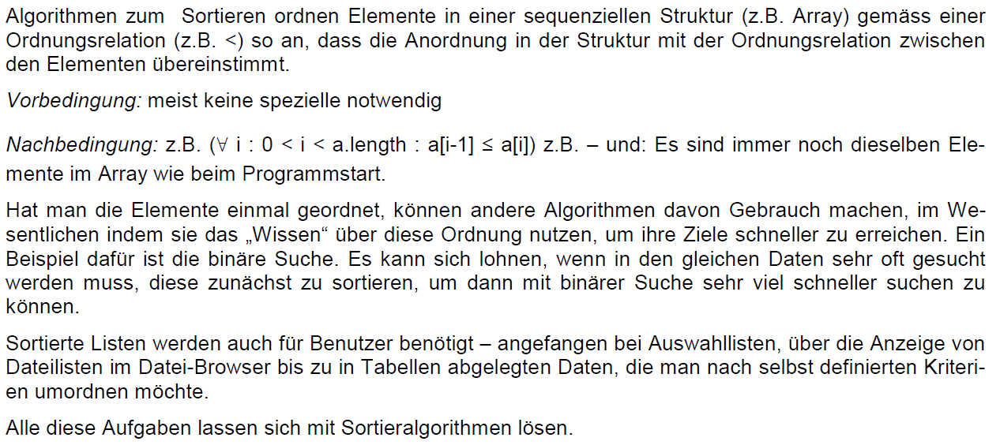 Algorithmen zum  Sortieren ordnen Elemente in einer sequenziellen Struktur (z.B. Array) gemäss einer
Ordnungsrelation (z.B. <) so an, dass die Anordnung in der Struktur mit der Ordnungsrelation zwischen
den Elementen übereinstimmt.
Vorbedingung: meist keine spezielle notwendig
Nachbedingung: z.B. (∀ i : 0 < i < a.length : a[i-1] ≤ a[i]) z.B. – und: Es sind immer noch dieselben Ele-
mente im Array wie beim Programmstart.
Hat man die Elemente einmal geordnet, können andere Algorithmen davon Gebrauch machen, im We-
sentlichen indem sie das „Wissen“ über diese Ordnung nutzen, um ihre Ziele schneller zu erreichen. Ein
Beispiel dafür ist die binäre Suche. Es kann sich lohnen, wenn in den gleichen Daten sehr oft gesucht
werden muss, diese zunächst zu sortieren, um dann mit binärer Suche sehr viel schneller suchen zu
können.
Sortierte Listen werden auch für Benutzer benötigt – angefangen bei Auswahllisten, über die Anzeige von
Dateilisten im Datei-Browser bis zu in Tabellen abgelegten Daten, die man nach selbst definierten Kriteri-
en umordnen möchte.
Alle diese Aufgaben lassen sich mit Sortieralgorithmen lösen.